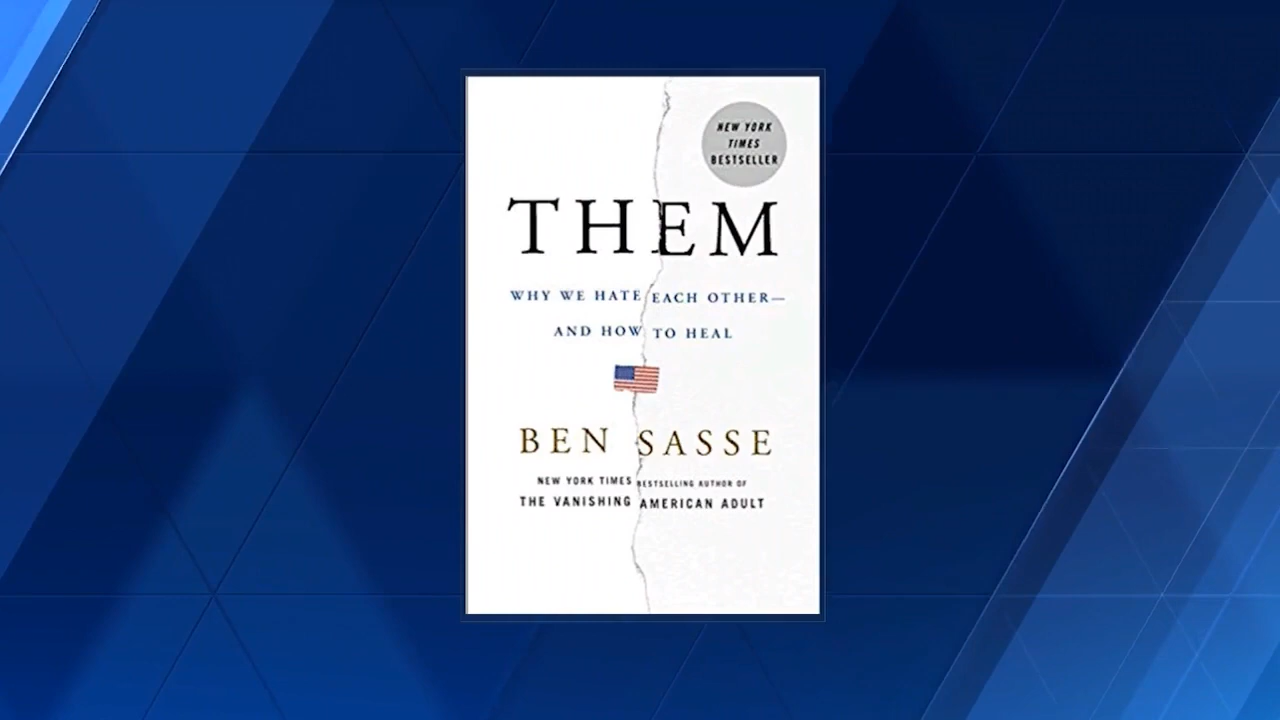 NEW YORK
TIMES
BESTSELLER
THEM
WHY WE HATE EACH OTHER—
AND HOW TO HEAL
BEN SASSE
NEW YORK TIMES BESTSELLING AUTHOR OF
THE VANISHING AMERICAN ADULT